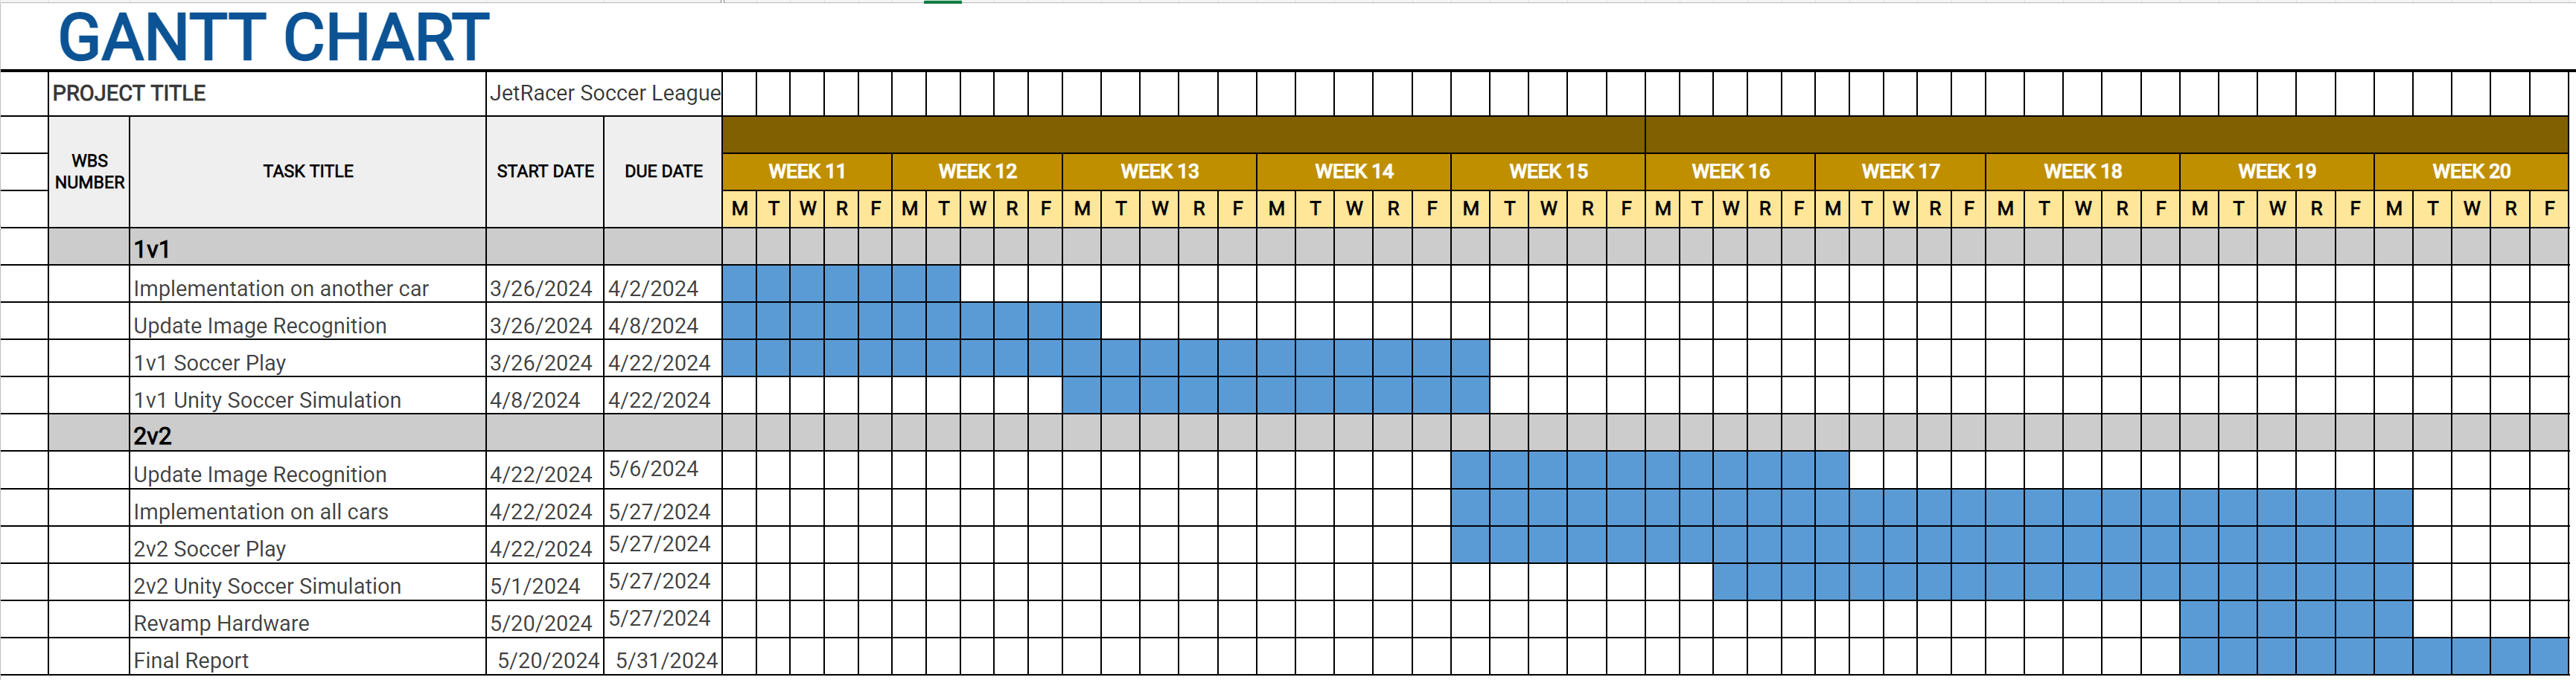 GANTT CHART
PROJECT TITLE JetRacer Soccer League
WBS NUMBER TASK TITLE START DATE DUE DATE
WEEK 11 WEEK 12 WEEK 13 WEEK 14 WEEK 15 WEEK 16 WEEK 17 WEEK 18 WEEK 19 WEEK 20
M T W R F M T W R F M T W R F M T W R F M T W R F M T W R F M T W R F M T W R F M T W R F M T W R F
1v1
Implementation on another car 3/26/2024 4/2/2024
Update Image Recognition 3/26/2024 4/8/2024
1v1 Soccer Play 3/26/2024 4/22/2024
1v1 Unity Soccer Simulation 4/8/2024 4/22/2024
2v2
Update Image Recognition 4/22/2024 5/6/2024
Implementation on all cars 4/22/2024 5/27/2024
2v2 Soccer Play 4/22/2024 5/27/2024
2v2 Unity Soccer Simulation 5/1/2024 5/27/2024
Revamp Hardware 5/20/2024 5/27/2024
Final Report 5/20/2024 5/31/2024